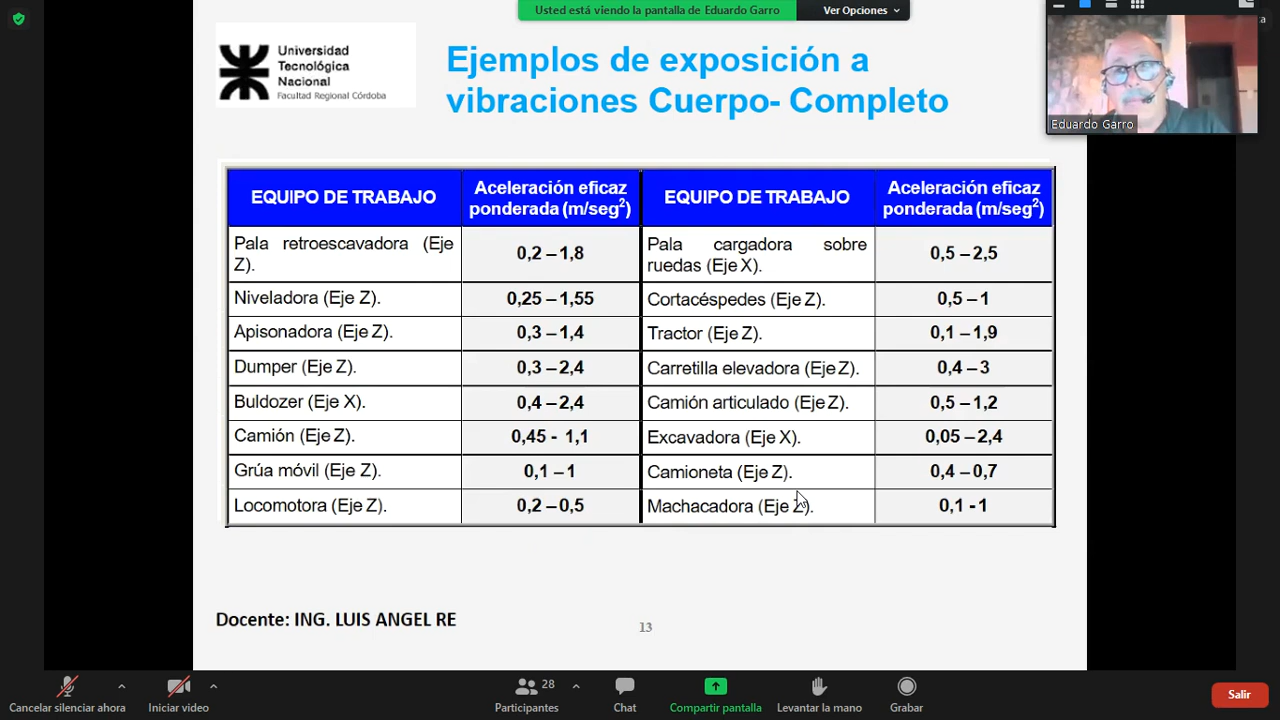 Usted está viendo la pantalla de Eduardo Garro
Ver Opciones
Universidad
Tecnológica
Nacional
Facultad Regional Córdoba
Ejemplos de exposición a
vibraciones Cuerpo- Completo
Eduardo Garro
EQUIPO DE TRABAJO
Aceleración eficaz
ponderada (m/seg²)
EQUIPO DE TRABAJO
Aceleración eficaz
ponderada (m/seg²)
Pala retroescavadora (Eje
Z).
0,2 – 1,8
Pala cargadora sobre
ruedas (Eje X).
0,5 – 2,5
Niveladora (Eje Z).
0,25 – 1,55
Cortacéspedes (Eje Z).
0,5 – 1
Apisonadora (Eje Z).
0,3 – 1,4
Tractor (Eje Z).
0,1 – 1,9
Dumper (Eje Z).
0,3 – 2,4
Carretilla elevadora (Eje Z).
0,4 – 3
Buldozer (Eje X).
0,4 – 2,4
Camión articulado (Eje Z).
0,5 – 1,2
Camión (Eje Z).
0,45 - 1,1
Excavadora (Eje X).
0,05 – 2,4
Grúa móvil (Eje Z).
0,1 – 1
Camioneta (Eje Z).
0,4 – 0,7
Locomotora (Eje Z).
0,2 – 0,5
Machacadora (Eje Z).
0,1 - 1
Docente: ING. LUIS ANGEL RE
13
Cancelar silenciar ahora
Iniciar video
28
Participantes
Chat
Compartir pantalla
Levantar la mano
Grabar
Salir